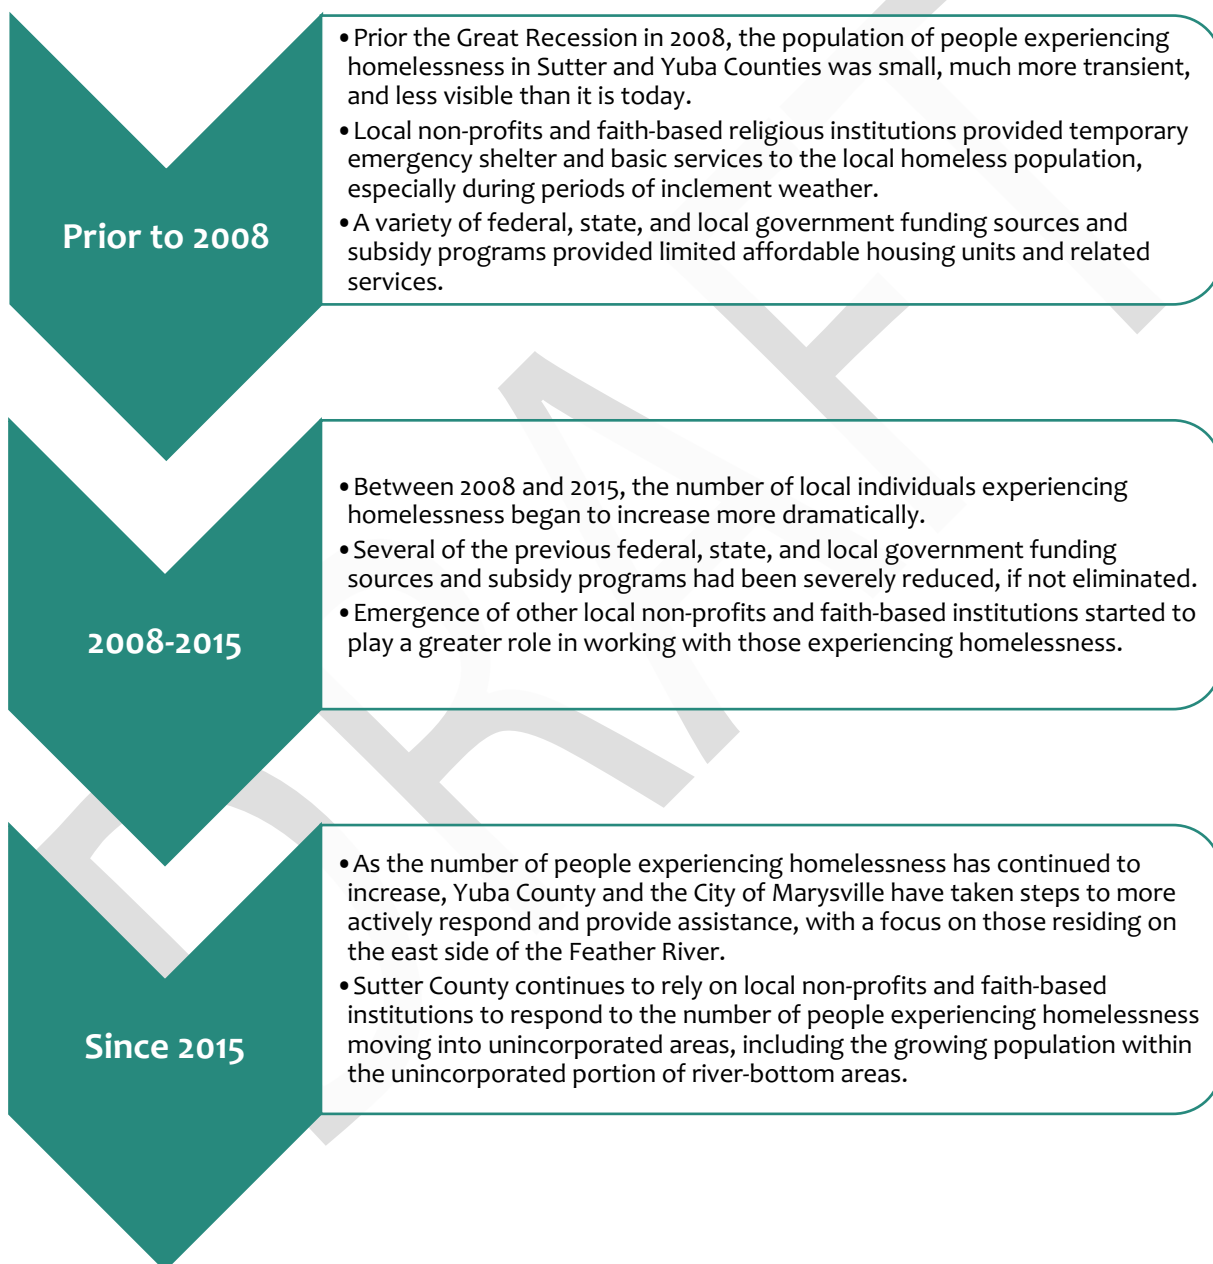 Prior to 2008
•Prior the Great Recession in 2008, the population of people experiencing
homelessness in Sutter and Yuba Counties was small, much more transient,
and less visible than it is today.
•Local non-profits and faith-based religious institutions provided temporary
emergency shelter and basic services to the local homeless population,
especially during periods of inclement weather.
•A variety of federal, state, and local government funding sources and
subsidy programs provided limited affordable housing units and related
services.
2008-2015
•Between 2008 and 2015, the number of local individuals experiencing
homelessness began to increase more dramatically.
•Several of the previous federal, state, and local government funding
sources and subsidy programs had been severely reduced, if not eliminated.
•Emergence of other local non-profits and faith-based institutions started to
play a greater role in working with those experiencing homelessness.
Since 2015
•As the number of people experiencing homelessness has continued to
increase, Yuba County and the City of Marysville have taken steps to more
actively respond and provide assistance, with a focus on those residing on
the east side of the Feather River.
•Sutter County continues to rely on local non-profits and faith-based
institutions to respond to the number of people experiencing homelessness
moving into unincorporated areas, including the growing population within
the unincorporated portion of river-bottom areas.
DRAFT